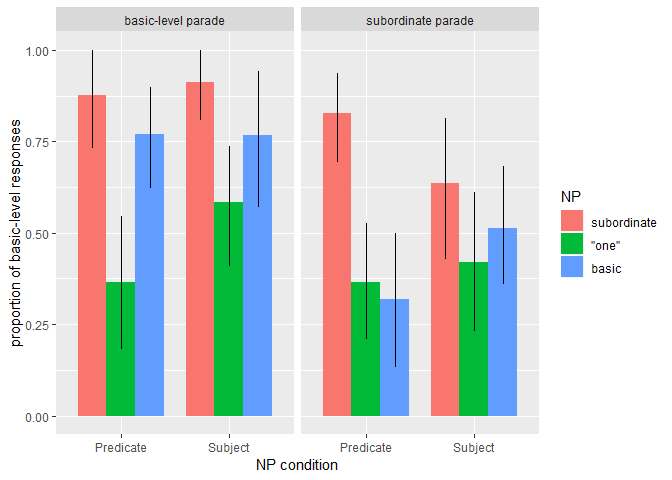 basic-level parade
subordinate parade
proportion of basic-level responses
1.00
0.75
0.50
0.25
0.00
Predicate
Subject
Predicate
Subject
NP condition
NP
subordinate
"one"
basic